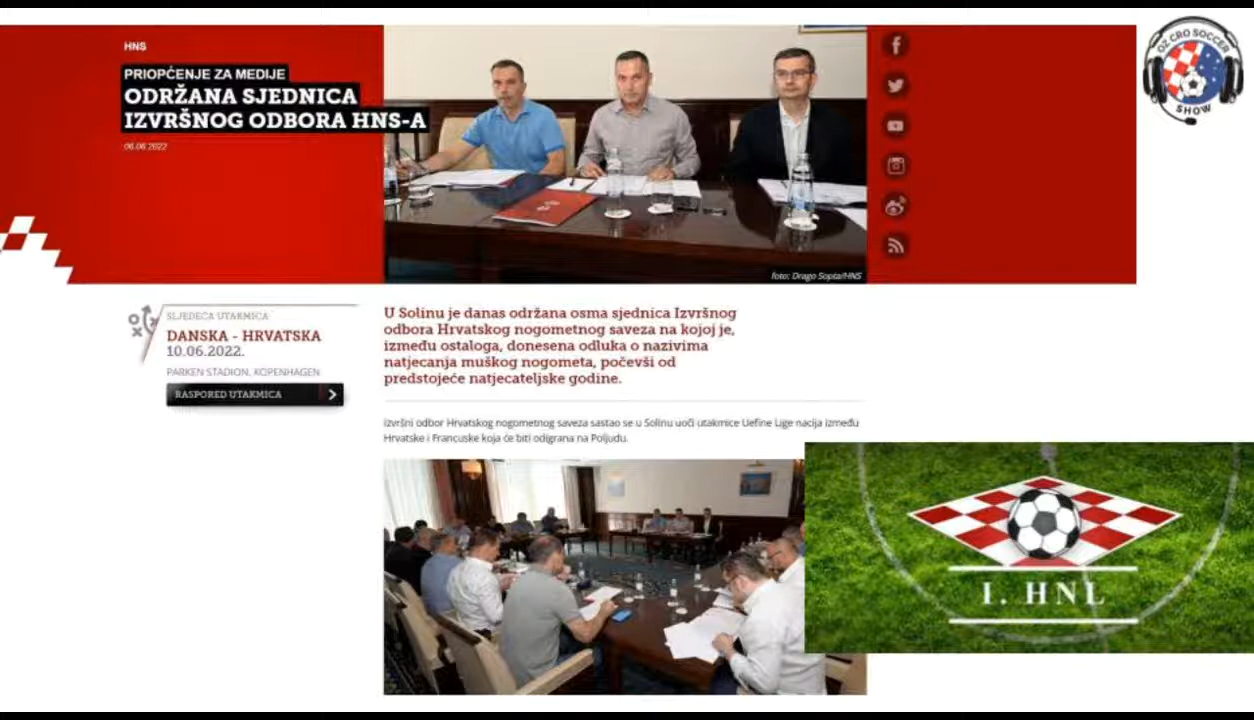 HNS
PRIOPĆENJE ZA MEDIJE
ODRŽANA SJEDNICA
IZVRŠNOG ODBORA HNS-A
06.06.2022
foto: Drago Sopta/HNS
OZ CRO SOCCER
SHOW
SLJEDEĆA UTAKMICA
DANSKA - HRVATSKA
10.06.2022.
PARKEN STADION, KOPENHAGEN
RASPORED UTAKMICA
U Solinu je danas održana osma sjednica Izvršnog
odbora Hrvatskog nogometnog saveza na kojoj je,
između ostaloga, donesena odluka o nazivima
natjecanja muškog nogometa, počevši od
predstojeće natjecateljske godine.
Izvršni odbor Hrvatskog nogometnog saveza sastao se u Solinu uoči utakmice Uefine Lige nacija između
Hrvatske i Francuske koja će biti odigrana na Poljudu.
1. HNL